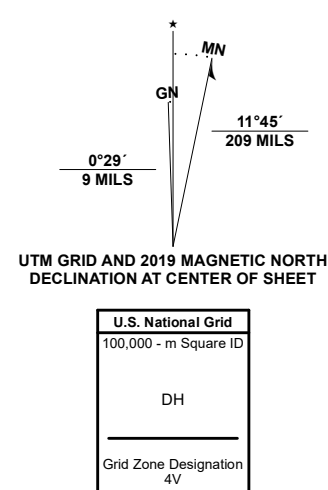 ★
MN
GN
11°45´
209 MILS
0°29´
9 MILS
UTM GRID AND 2019 MAGNETIC NORTH
DECLINATION AT CENTER OF SHEET
U.S. National Grid
100,000 - m Square ID
DH
Grid Zone Designation
4V